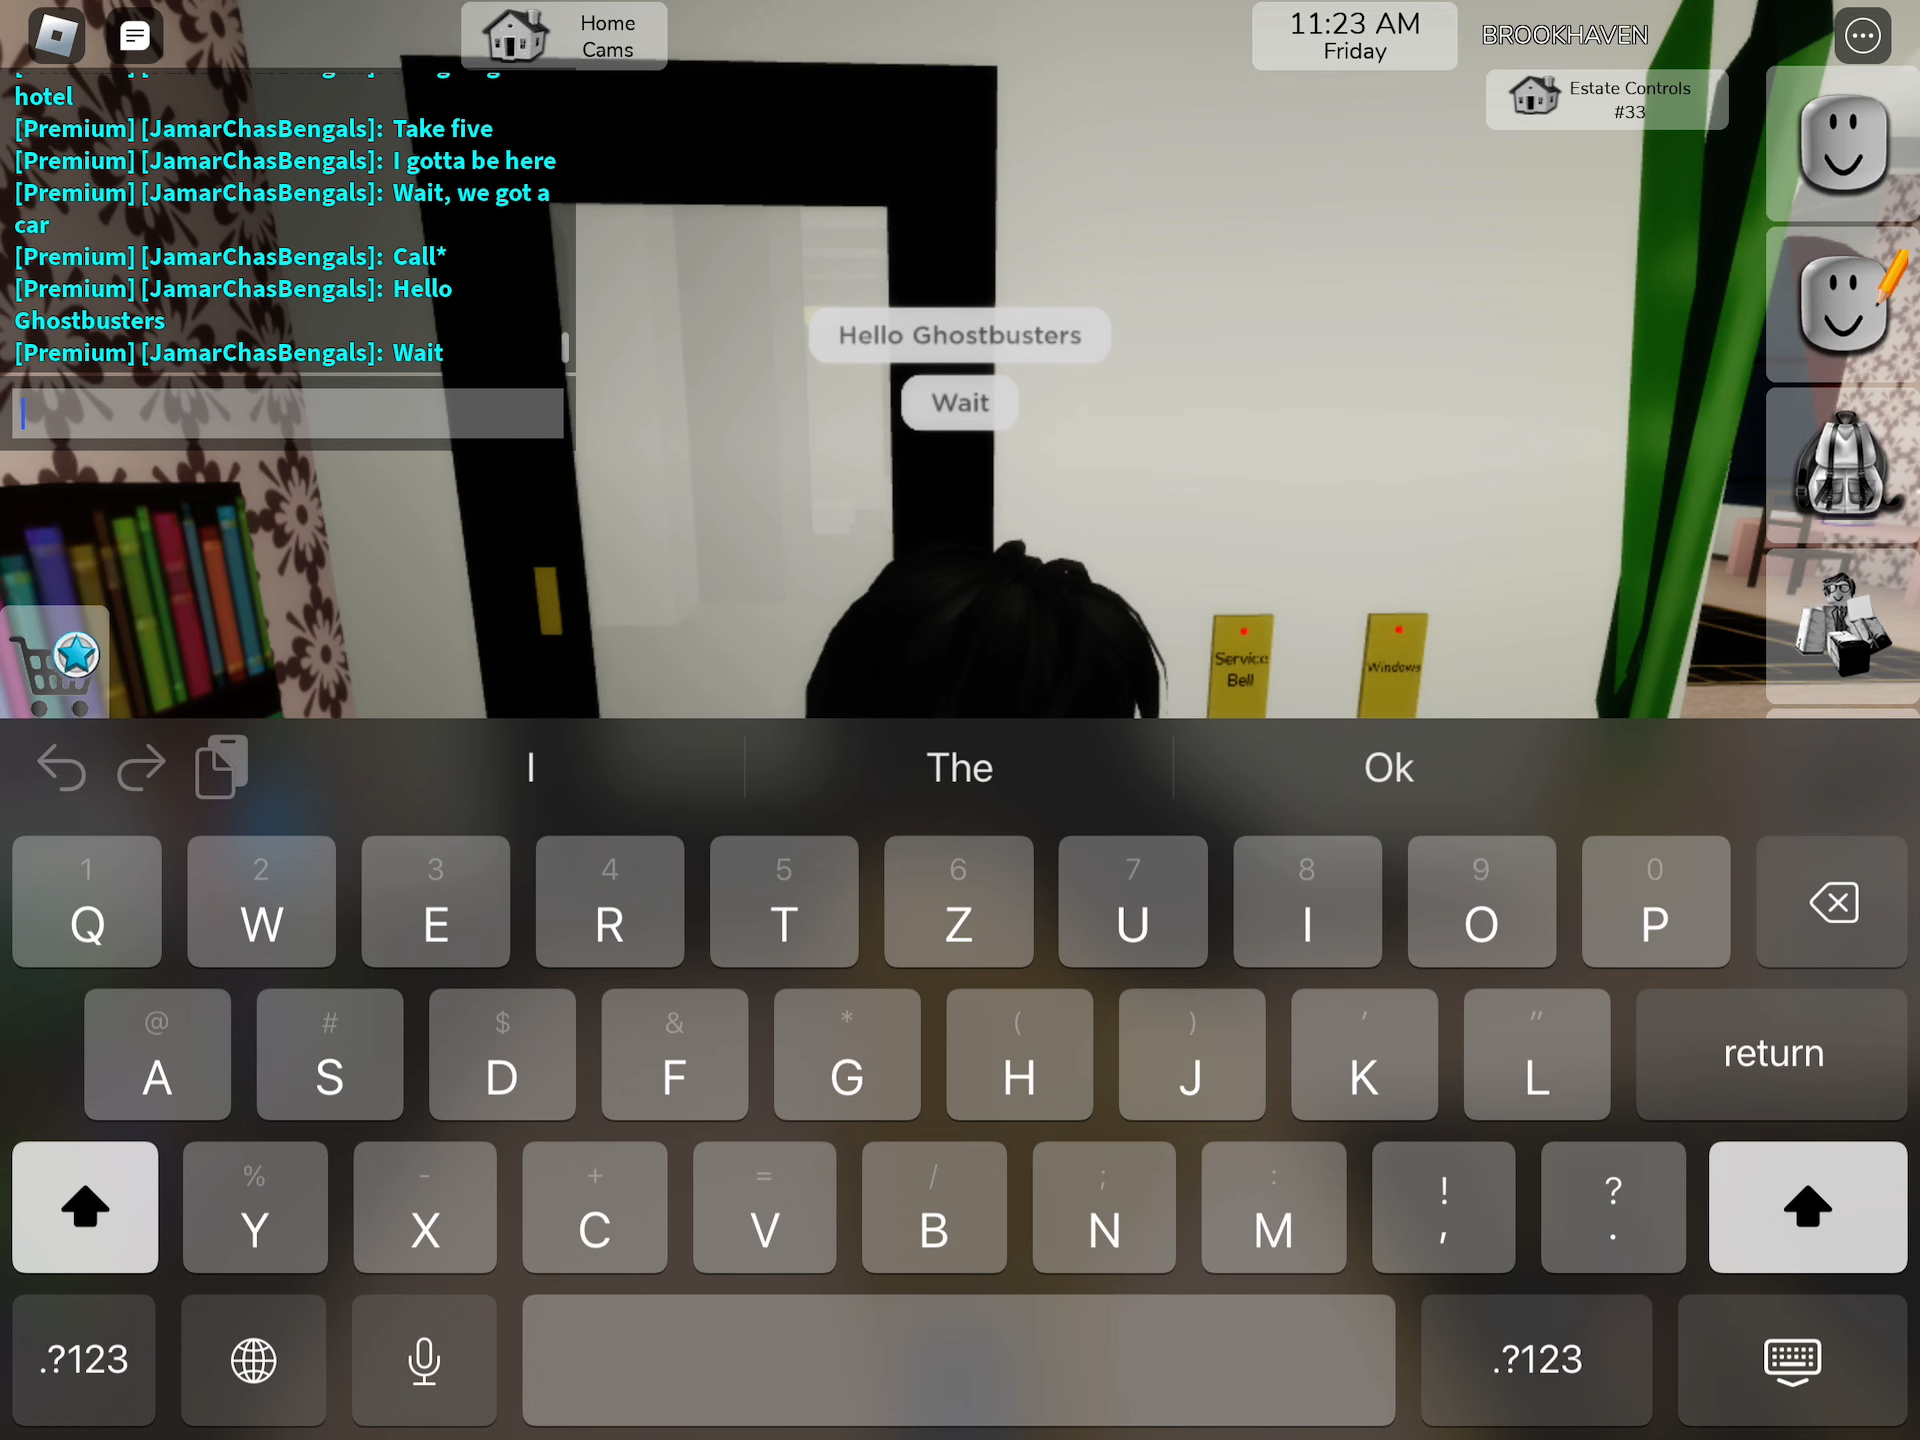 Home
Cams
11:23 AM
Friday
BROOKHAVEN
Estate Controls
#33
hotel
[Premium] [JamarChasBengals]: Take five
[Premium] [JamarChasBengals]: I gotta be here
[Premium] [JamarChasBengals]: Wait, we got a
car
[Premium] [JamarChasBengals]: Call*
[Premium] [JamarChasBengals]: Hello
Ghostbusters
[Premium] [JamarChasBengals]: Wait
Hello Ghostbusters
Wait
Service
Bell
Windows
I The Ok
1 2 3 4 5 6 7 8 9 0
Q W E R T Z U I O P
@ # $ & * ( ) ' "
A S D F G H J K L return
% - + = / ; : ! ?
Y X C V B N M , .
.?123 .?123